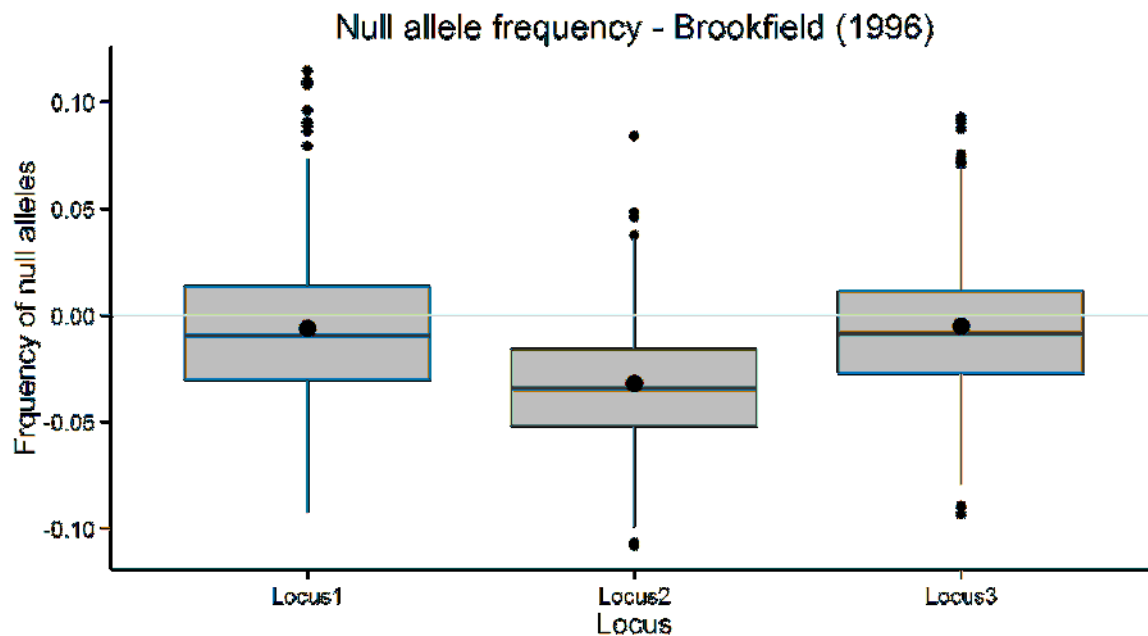 Null allele frequency - Brookfield (1996)
Frquency of null alleles
0.10
0.05
0.00
-0.05
-0.10
Locus1
Locus2
Locus3
Locus